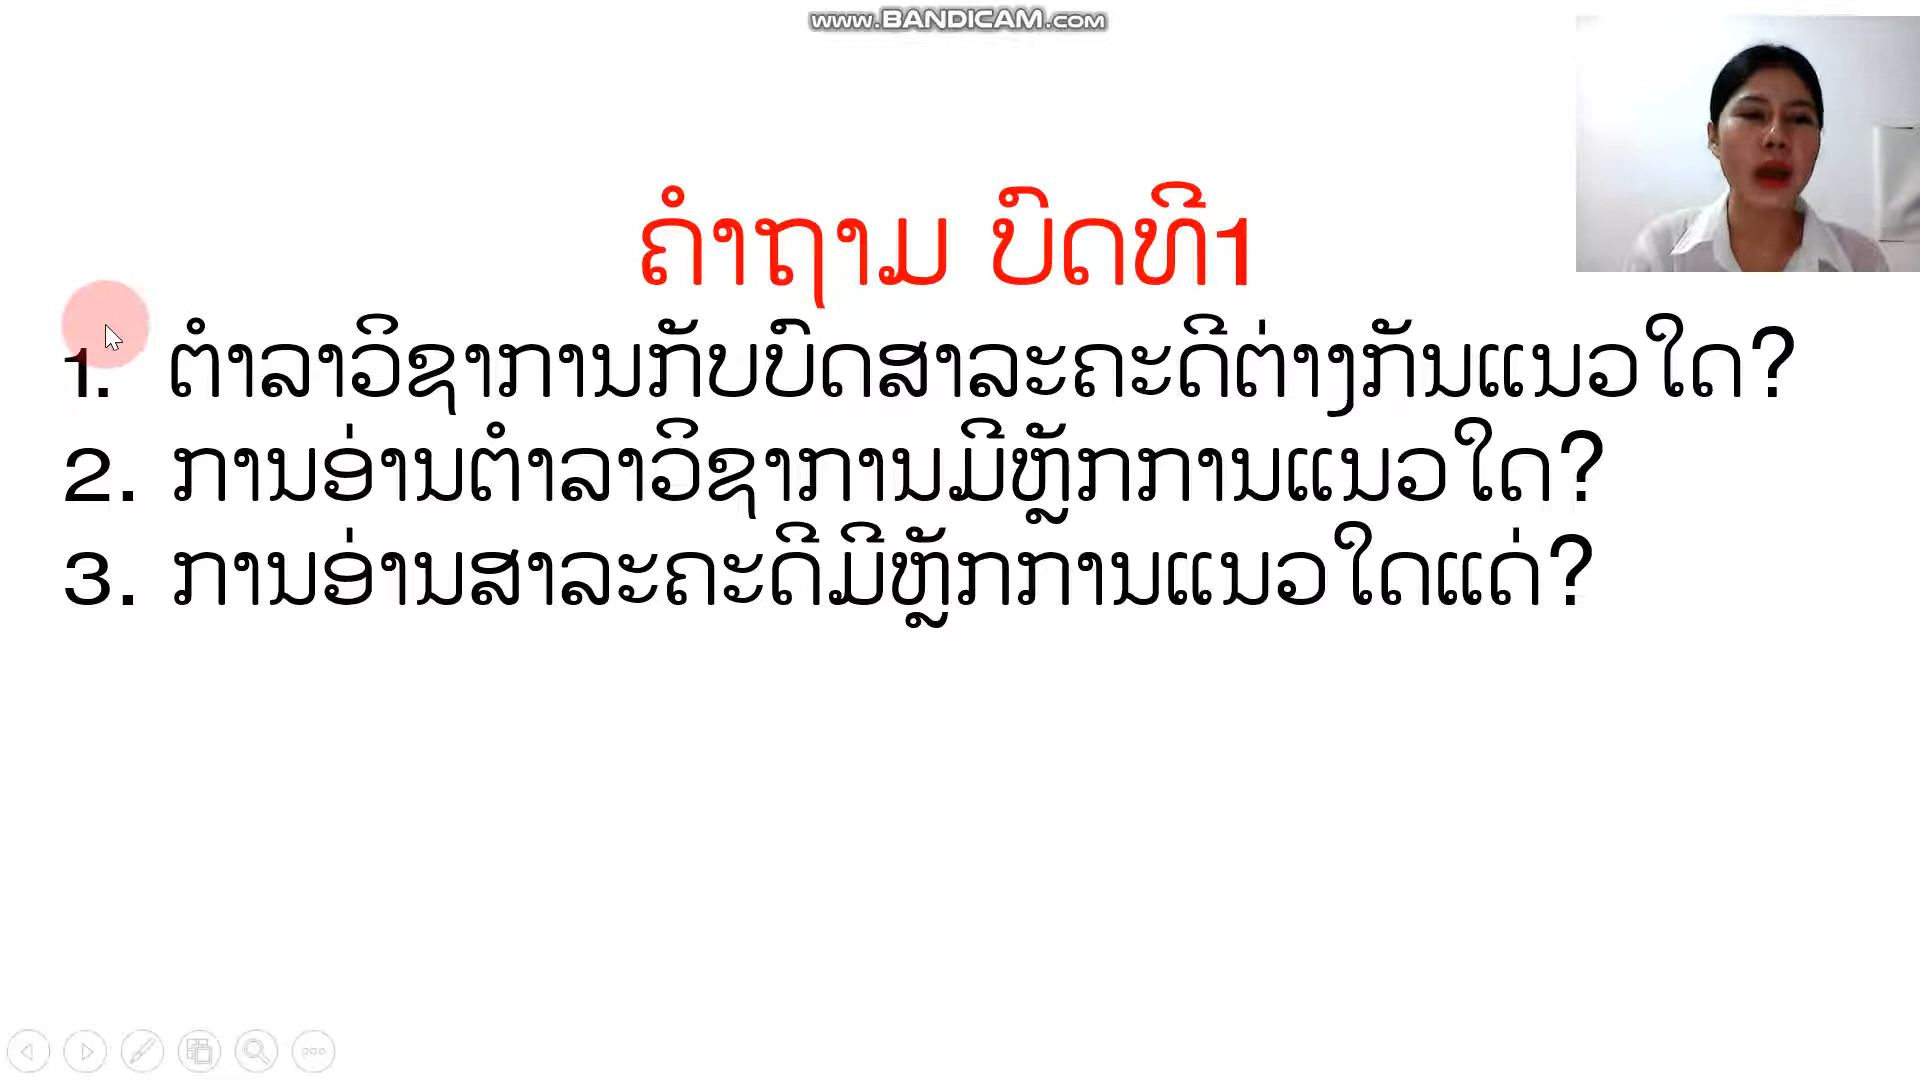 www.BANDICAM.com
ຄຳຖາມ ບົດທີ1
1. ຕຳລາວິຊາການກັບບົດສາລະຄະດີຕ່າງກັນແນວໃດ?
2. ການອ່ານຕຳລາວິຊາການມີຫຼັກການແນວໃດ?
3. ການອ່ານສາລະຄະດີມີຫຼັກການແນວໃດແດ່?